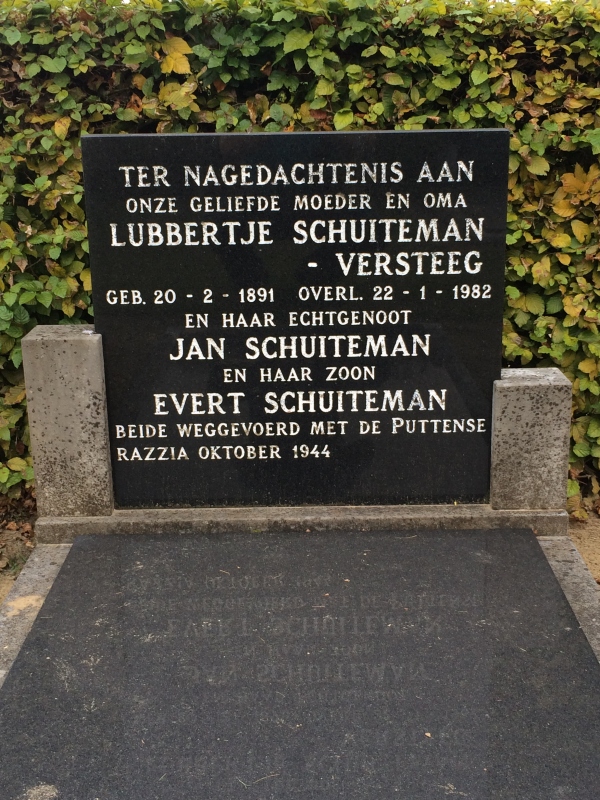 TER NAGEDACHTENIS AAN
ONZE GELIEFDE MOEDER EN OMA
LUBBERTJE SCHUITEMAN
- VERSTEEG
GEB. 20 - 2 - 1891 OVERL. 22 - 1 - 1982
EN HAAR ECHTGENOOT
JAN SCHUITEMAN
EN HAAR ZOON
EVERT SCHUITEMAN
BEIDE WEGGEVOERD MET DE PUTTENSE
RAZZIA OKTOBER 1944